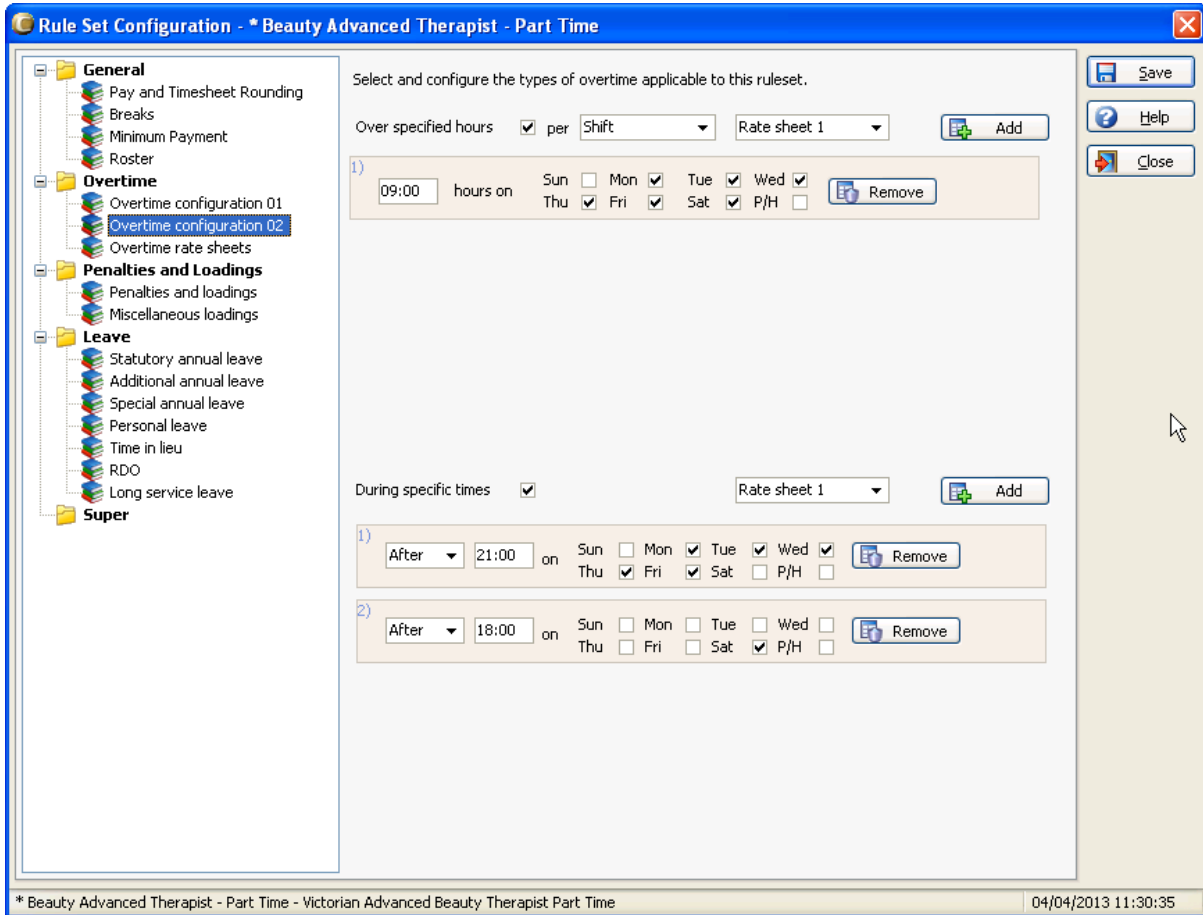 Rule Set Configuration - * Beauty Advanced Therapist - Part Time
General
Pay and Timesheet Rounding
Breaks
Minimum Payment
Roster
Overtime
Overtime configuration 01
Overtime configuration 02
Overtime rate sheets
Penalties and Loadings
Penalties and loadings
Miscellaneous loadings
Leave
Statutory annual leave
Additional annual leave
Special annual leave
Personal leave
Time in lieu
RDO
Long service leave
Super
Select and configure the types of overtime applicable to this ruleset.
Over specified hours per Shift Rate sheet 1 Add
1)
09:00 hours on Sun Mon Tue Wed Remove
Thu Fri Sat P/H
During specific times Rate sheet 1 Add
1)
After 21:00 on Sun Mon Tue Wed Remove
Thu Fri Sat P/H
2)
After 18:00 on Sun Mon Tue Wed Remove
Thu Fri Sat P/H
Save
Help
Close
* Beauty Advanced Therapist - Part Time - Victorian Advanced Beauty Therapist Part Time 04/04/2013 11:30:35